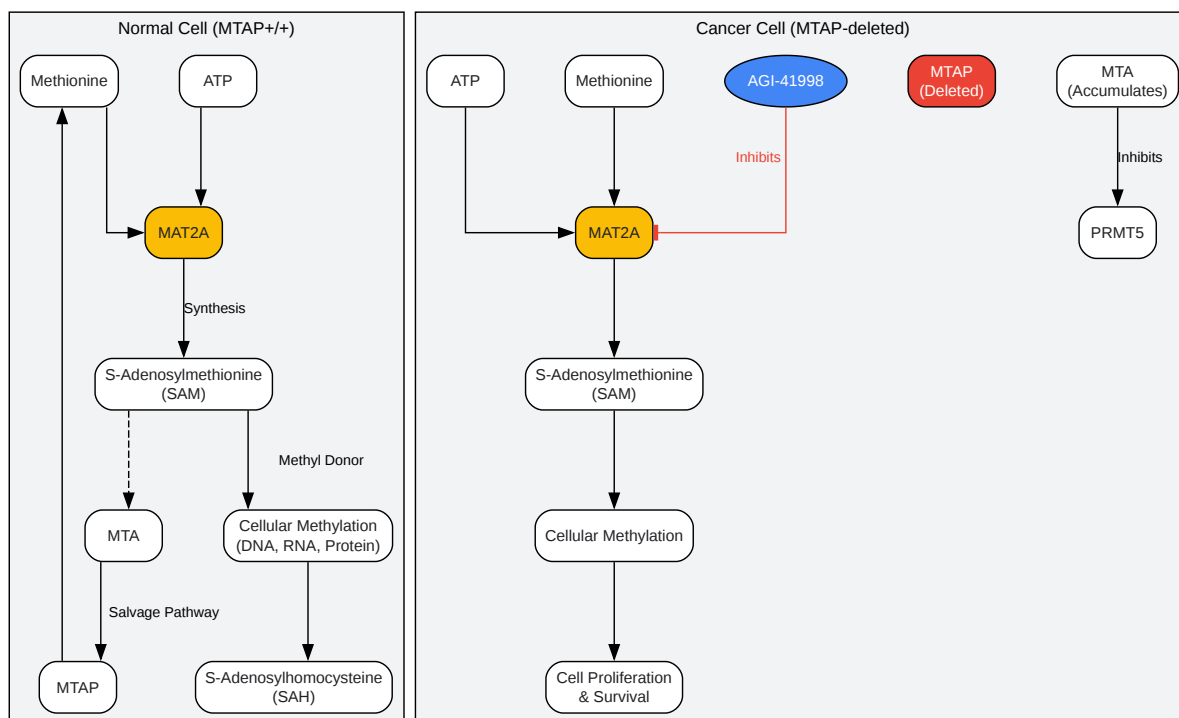 Normal Cell (MTAP+/+)
Methionine
ATP
MAT2A
Synthesis
S-Adenosylmethionine
(SAM)
Methyl Donor
MTA
Cellular Methylation
(DNA, RNA, Protein)
Salvage Pathway
MTAP
S-Adenosylhomocysteine
(SAH)
Cancer Cell (MTAP-deleted)
ATP
Methionine
AGI-41998
MTAP
(Deleted)
MTA
(Accumulates)
Inhibits
Inhibits
MAT2A
PRMT5
S-Adenosylmethionine
(SAM)
Cellular Methylation
Cell Proliferation
& Survival